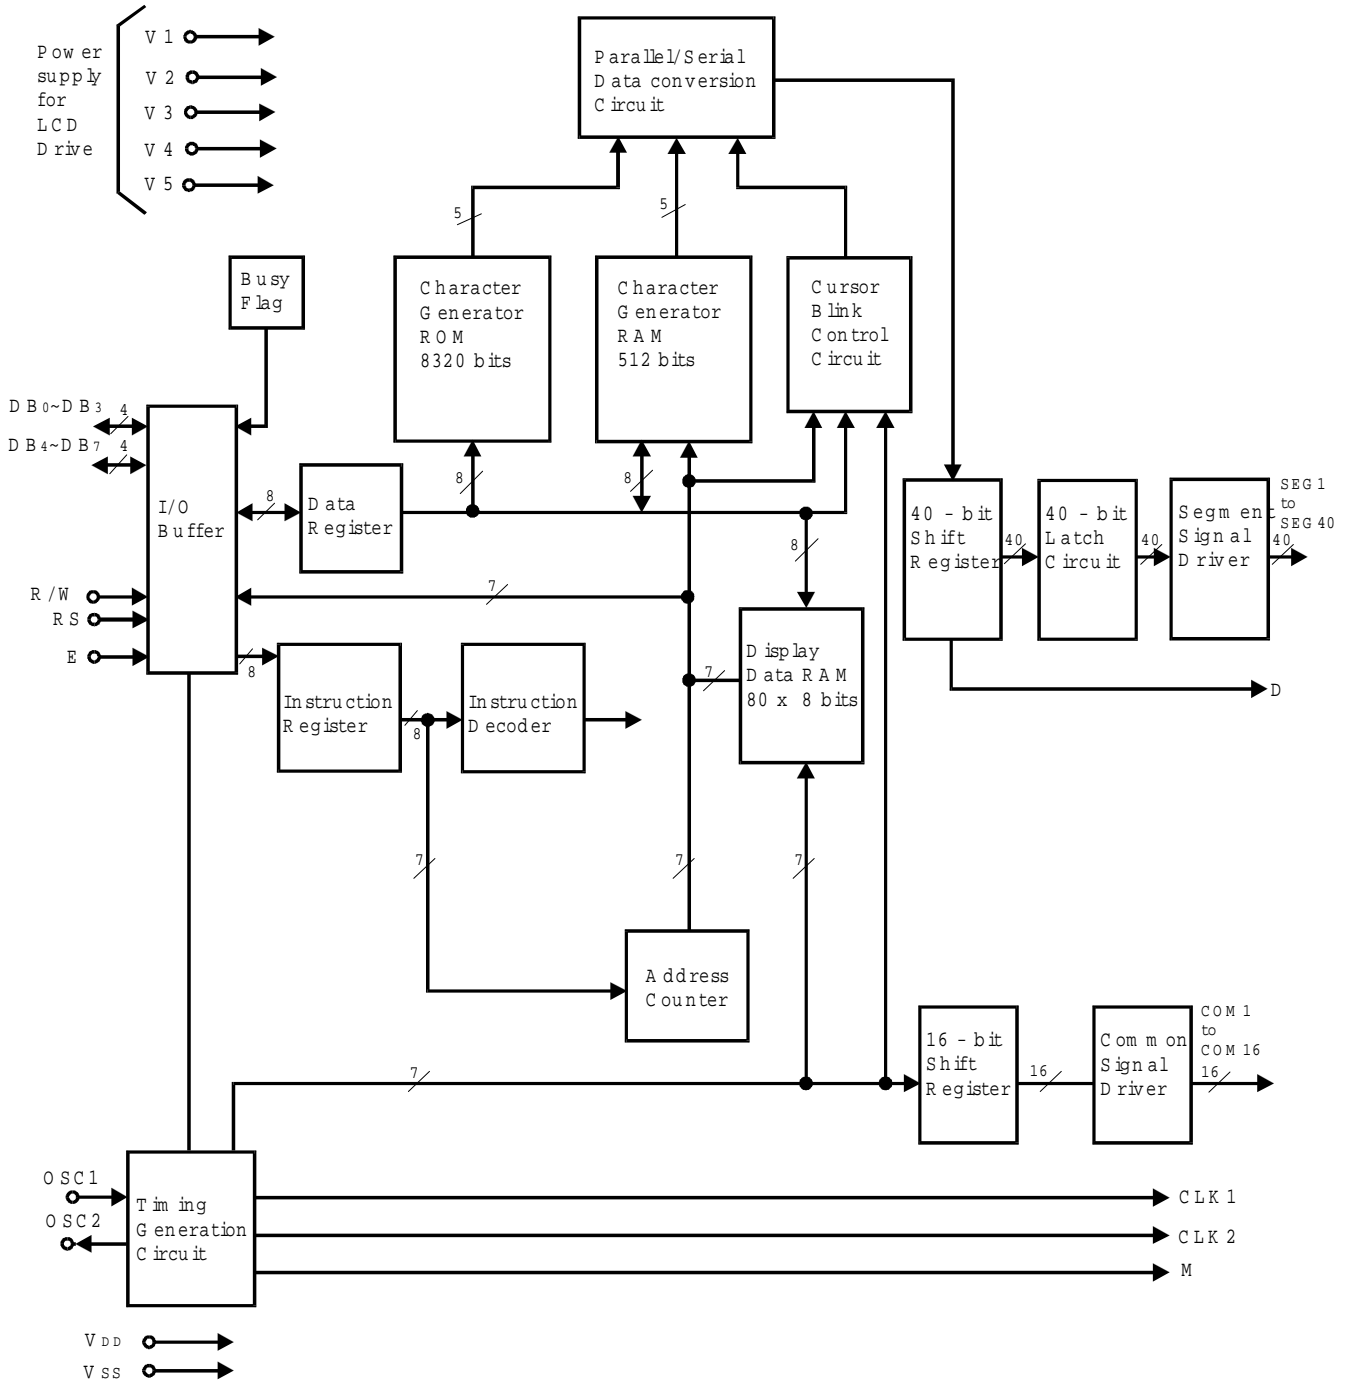 Power
supply
for
LCD
Drive
V1
V2
V3
V4
V5
Parallel/Serial
Data conversion
Circuit
5
5
Busy
Flag
Character
Generator
ROM
8320 bits
Character
Generator
RAM
512 bits
Cursor
Blink
Control
Circuit
DB0~DB3
4
DB4~DB7
4
I/O
Buffer
8
Data
Register
8
8
8
40-bit
Shift
Register
40
40-bit
Latch
Circuit
40
Segment
Signal
Driver
SEG1
to
SEG40
40
R/W
RS
E
7
8
Instruction
Register
8
Instruction
Decoder
7
Display
Data RAM
80 x 8 bits
D
7
7
7
Address
Counter
7
16-bit
Shift
Register
16
Common
Signal
Driver
COM1
to
COM16
16
OSC1
OSC2
Timing
Generation
Circuit
CLK1
CLK2
M
VDD
VSS